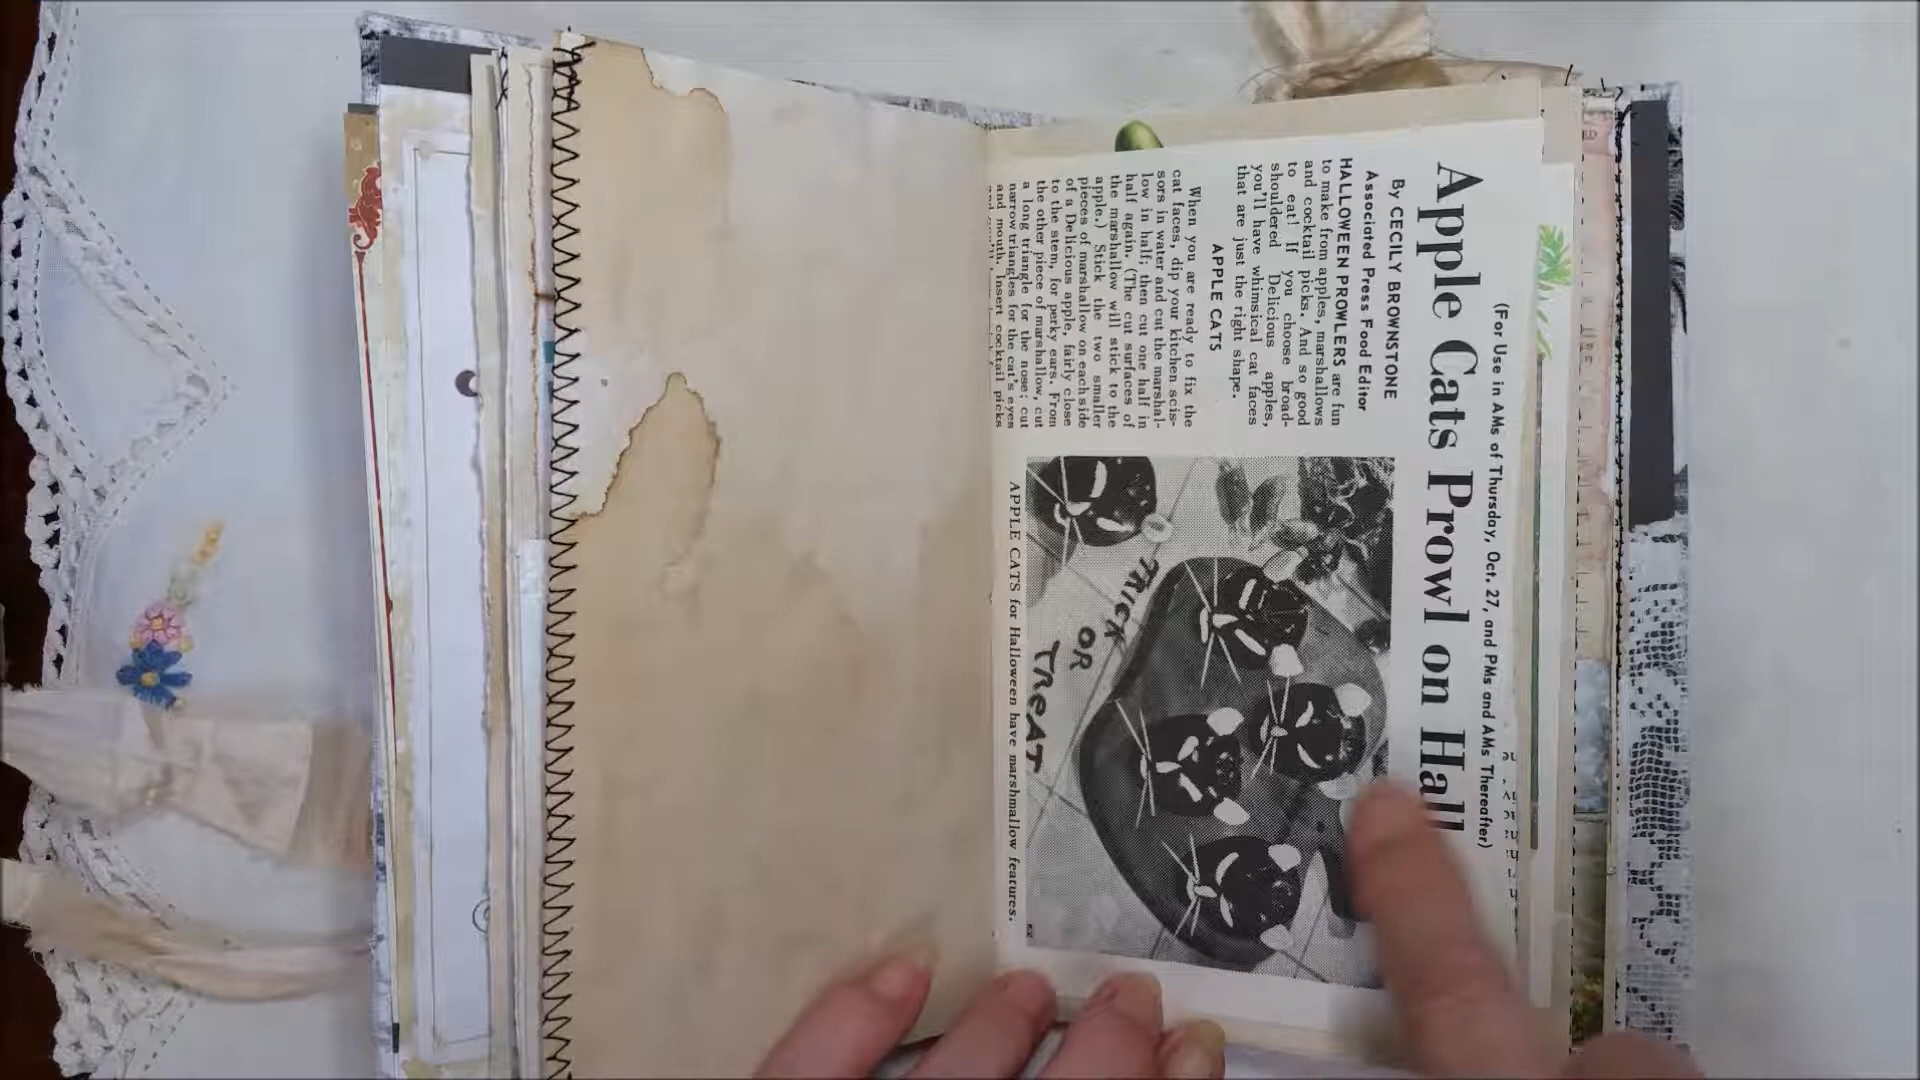 (For Use in AMs of Thursday, Oct. 27, and PMs and AMs Thereafter)
Apple Cats Prowl on Hall
By CECILY BROWNSTONE
Associated Press Food Editor
HALLOWEEN PROWLERS are fun
to make from apples, marshallows
and cocktail picks. And so good
to eat! If you choose broad-
shouldered Delicious apples,
you'll have whimsical cat faces
that are just the right shape.
APPLE CATS
When you are ready to fix the
cat faces, dip your kitchen scis-
sors in water and cut the marshal-
low in half; then cut one half in
half again. (The cut surfaces of
the marshallow will stick to the
apple.) Stick the two smaller
pieces of marshallow on each side
of a Delicious apple, fairly close
to the stem, for perky ears. From
the other piece of marshallow, cut
a long triangle for the nose; cut
narrow triangles for the cat's eyes
and mouth. Insert cocktail picks
TRICK
OR
TREAT
APPLE CATS for Halloween have marshmallow features.